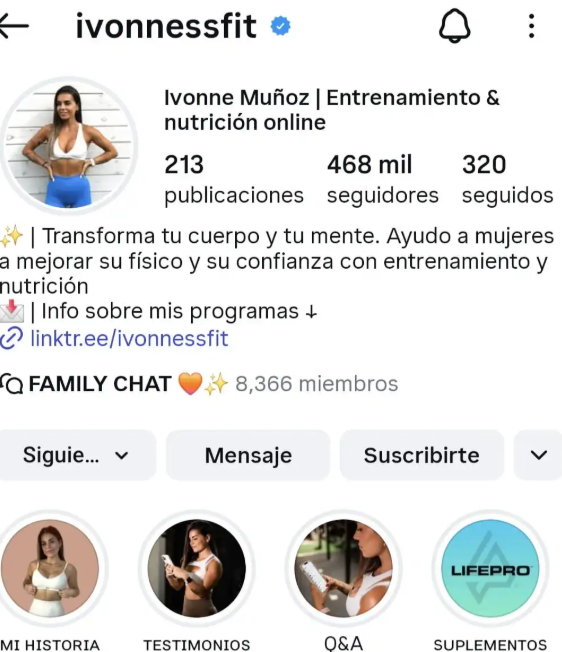 ivonnessfit
Ivonne Muñoz | Entrenamiento &
nutrición online
213 468 mil 320
publicaciones seguidores seguidos
✨ | Transforma tu cuerpo y tu mente. Ayudo a mujeres
a mejorar su físico y su confianza con entrenamiento y
nutrición
📩 | Info sobre mis programas ↓
linktr.ee/ivonnessfit
FAMILY CHAT 🧡✨ 8,366 miembros
Siguie... Mensaje Suscribirte
LIFEPRO
MI HISTORIA TESTIMONIOS Q&A SUPLEMENTOS